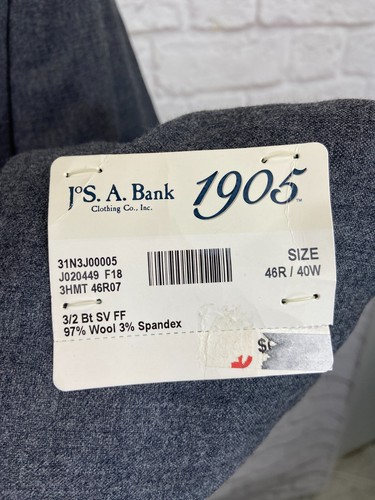 JoS. A. Bank
Clothing Co., Inc.
1905™
31N3J00005
J020449 F18
3HMT 46R07
SIZE
46R / 40W
3/2 Bt SV FF
97% Wool 3% Spandex